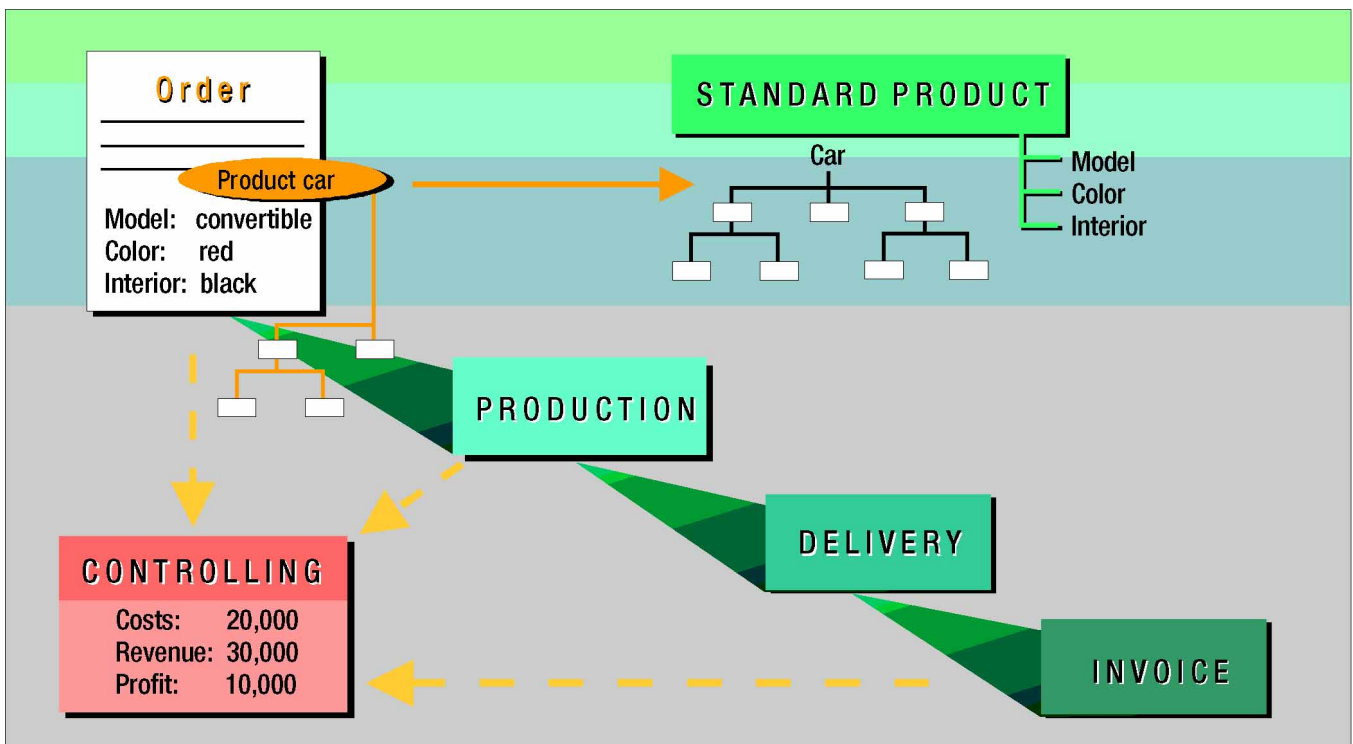 Order
Product car
Model: convertible
Color: red
Interior: black
STANDARD PRODUCT
Car
Model
Color
Interior
PRODUCTION
DELIVERY
INVOICE
CONTROLLING
Costs: 20,000
Revenue: 30,000
Profit: 10,000